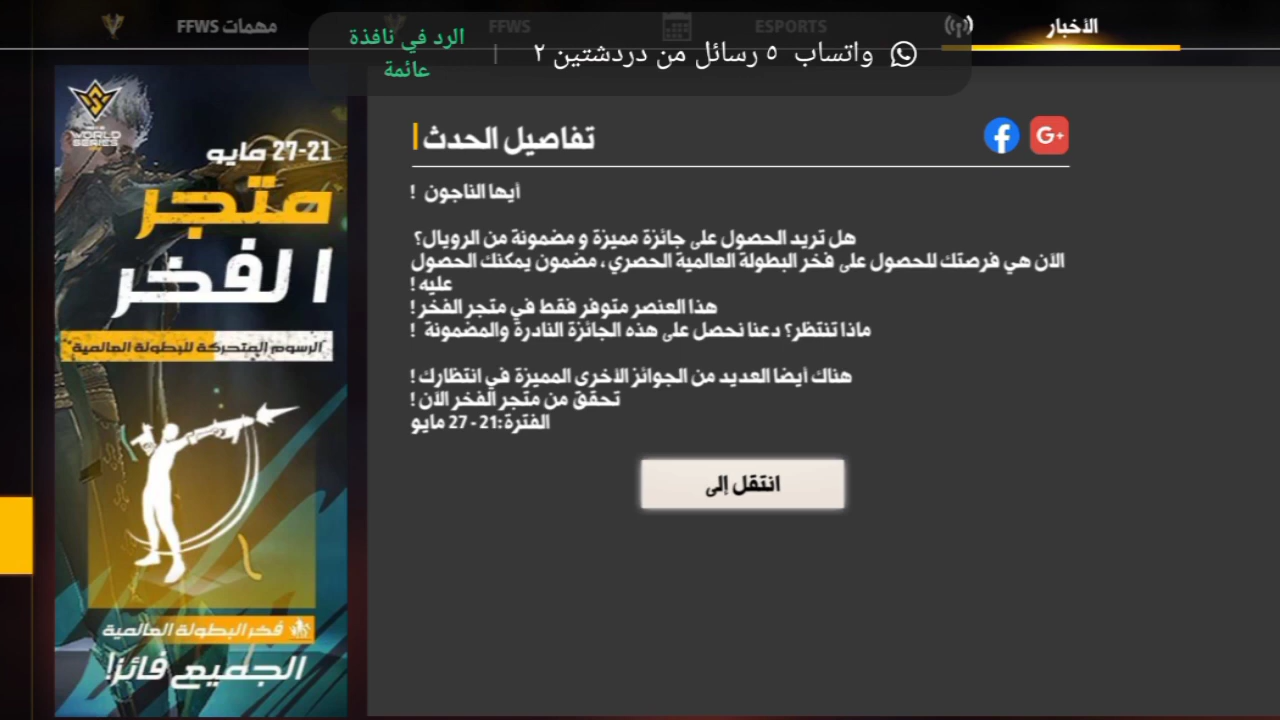 الأخبار
ESPORTS
FFWS
مهمات FFWS
واتساب ٥ رسائل من دردشتين ٢
الرد في نافذة
عائمة
WORLD
SERIES
21-27 مايو
متجر
الفخر
الرسوم المتحركة للبطولة العالمية
فخر البطولة العالمية
الجميع فائز!
تفاصيل الحدث
G+
أيها الناجون !
هل تريد الحصول على جائزة مميزة و مضمونة من الرويال؟
الآن هي فرصتك للحصول على فخر البطولة العالمية الحصري ، مضمون يمكنك الحصول
عليه !
هذا العنصر متوفر فقط في متجر الفخر !
ماذا تنتظر؟ دعنا نحصل على هذه الجائزة النادرة والمضمونة !
هناك أيضا العديد من الجوائز الأخرى المميزة في انتظارك !
تحقق من متجر الفخر الآن !
الفترة :21 - 27 مايو
انتقل إلى